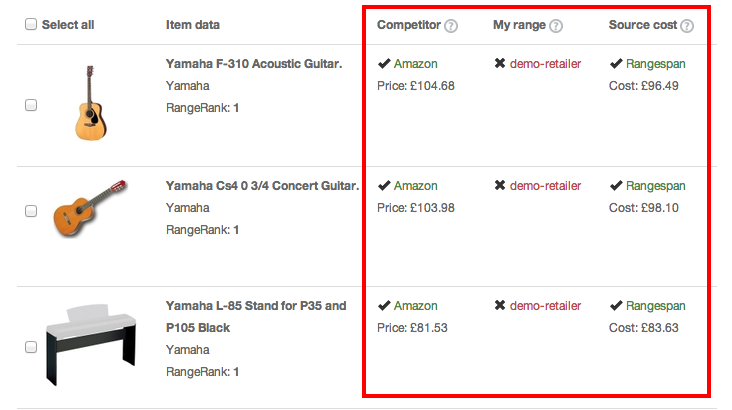 Select all Item data Competitor ? My range ? Source cost ?
Yamaha F-310 Acoustic Guitar. Amazon demo-retailer Rangespan
Yamaha Price: £104.68 Cost: £96.49
RangeRank: 1
Yamaha Cs4 0 3/4 Concert Guitar. Amazon demo-retailer Rangespan
Yamaha Price: £103.98 Cost: £98.10
RangeRank: 1
Yamaha L-85 Stand for P35 and Amazon demo-retailer Rangespan
P105 Black Price: £81.53 Cost: £83.63
Yamaha
RangeRank: 1